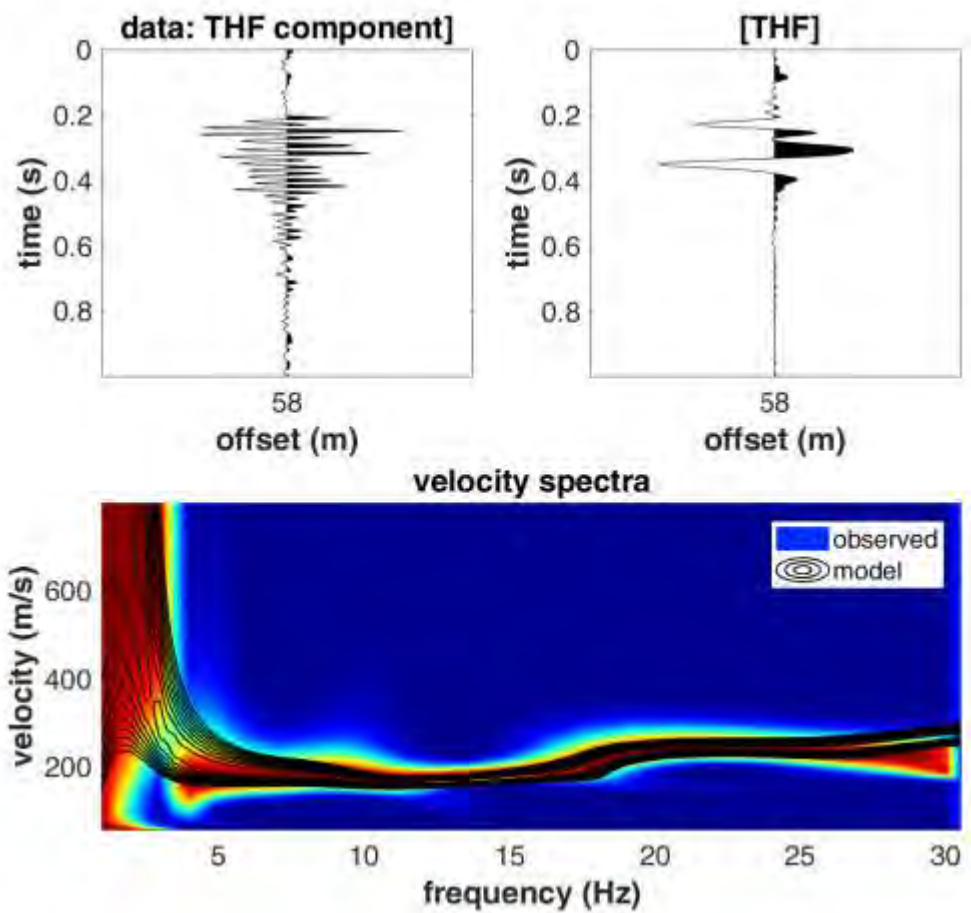 data: THF component]
[THF]
0
0.2
0.4
0.6
0.8
time (s)
58
offset (m)
0
0.2
0.4
0.6
0.8
time (s)
58
offset (m)
velocity spectra
observed
model
600
400
200
velocity (m/s)
5
10
15
20
25
30
frequency (Hz)